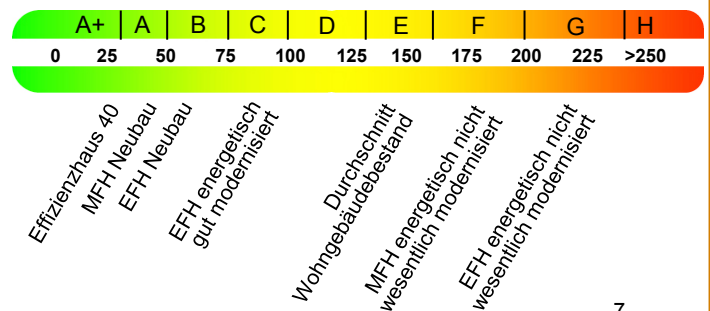 A+ A B C D E F G H
0 25 50 75 100 125 150 175 200 225 >250
Effizienzhaus 40
MFH Neubau
EFH Neubau
EFH energetisch
gut modernisiert
Durchschnitt
Wohngebäudebestand
MFH energetisch nicht
wesentlich modernisiert
EFH energetisch nicht
wesentlich modernisiert
7